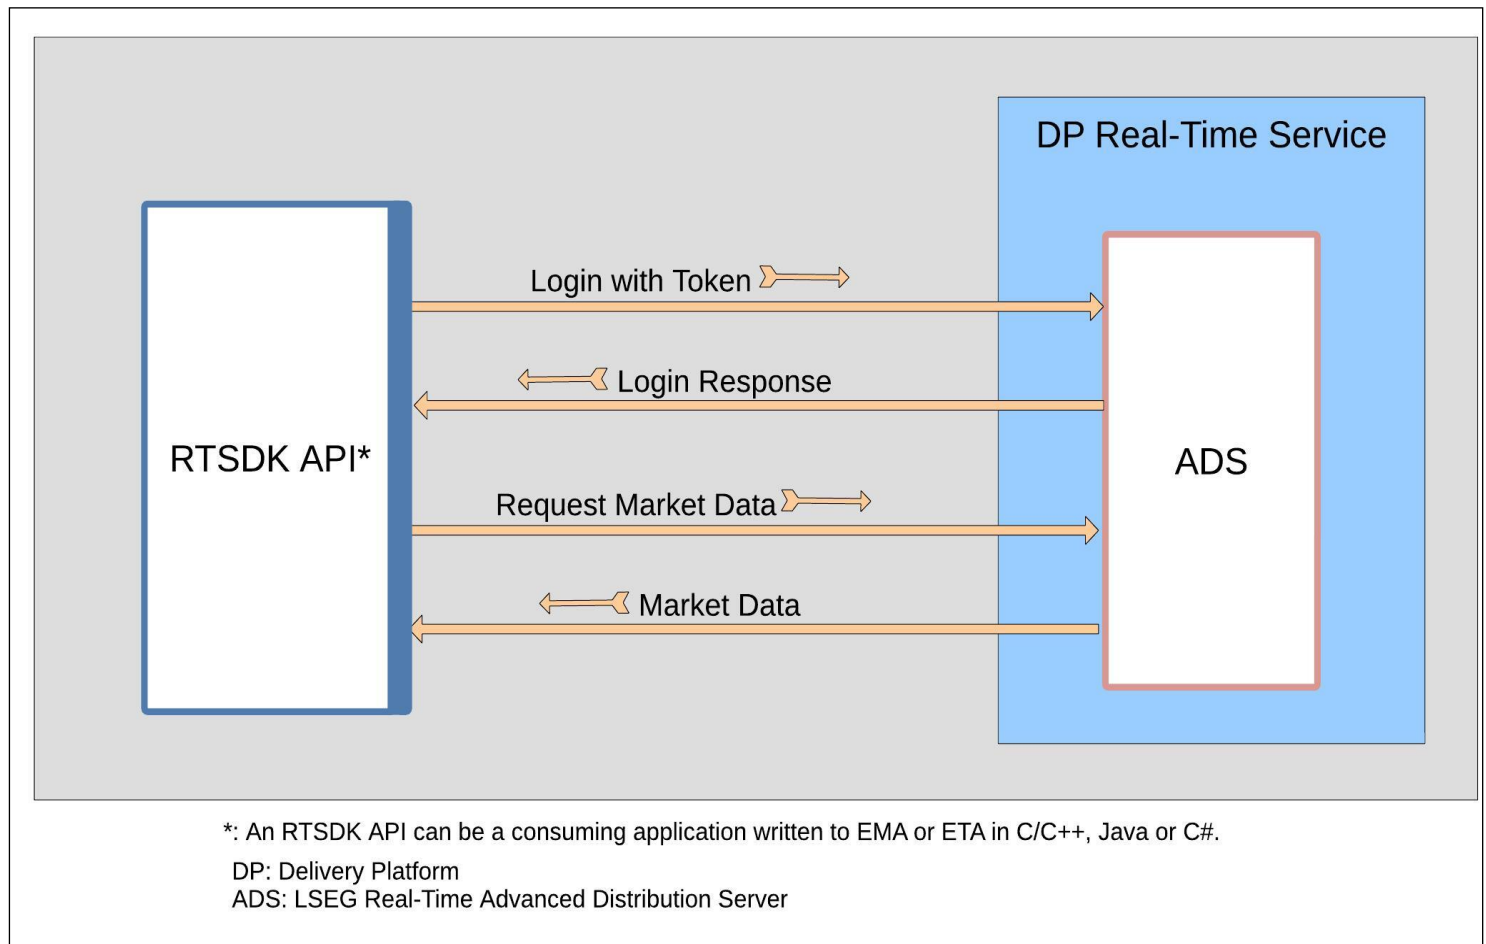 DP Real-Time Service
Login with Token
Login Response
RTSDK API*
ADS
Request Market Data
Market Data
*: An RTSDK API can be a consuming application written to EMA or ETA in C/C++, Java or C#.
DP: Delivery Platform
ADS: LSEG Real-Time Advanced Distribution Server